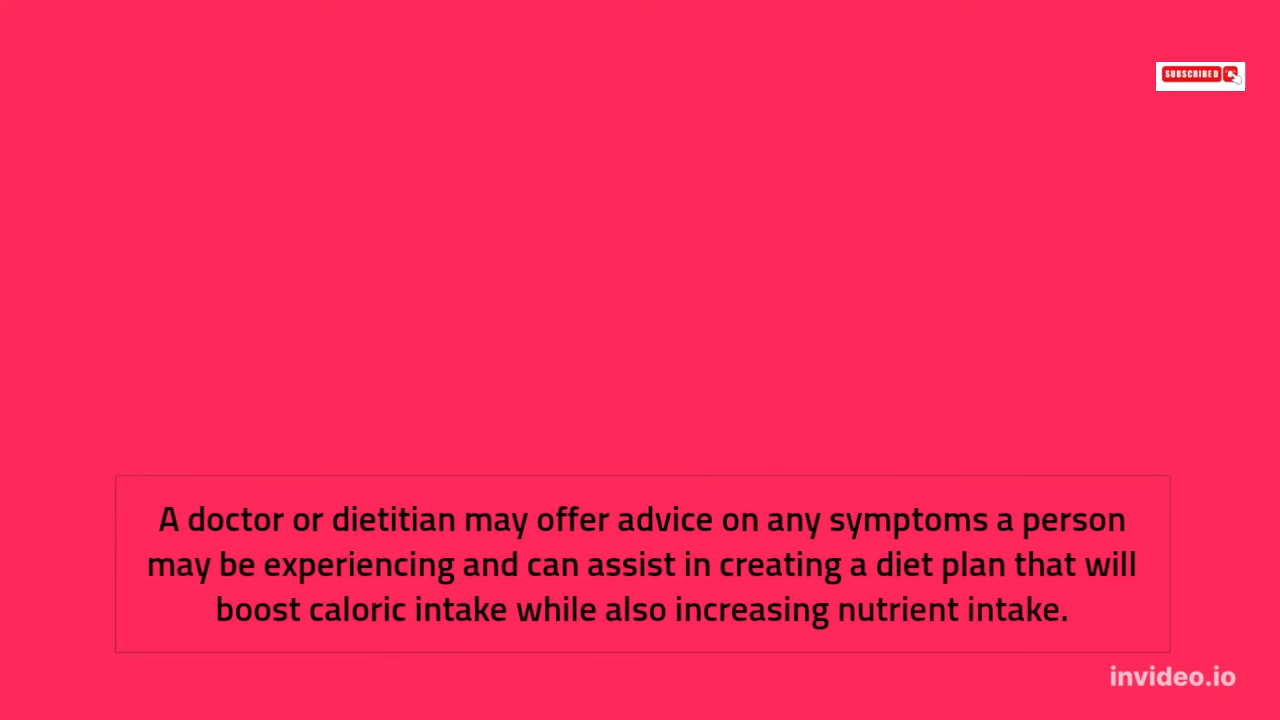 SUBSCRIBED
A doctor or dietitian may offer advice on any symptoms a person
may be experiencing and can assist in creating a diet plan that will
boost caloric intake while also increasing nutrient intake.
invideo.io